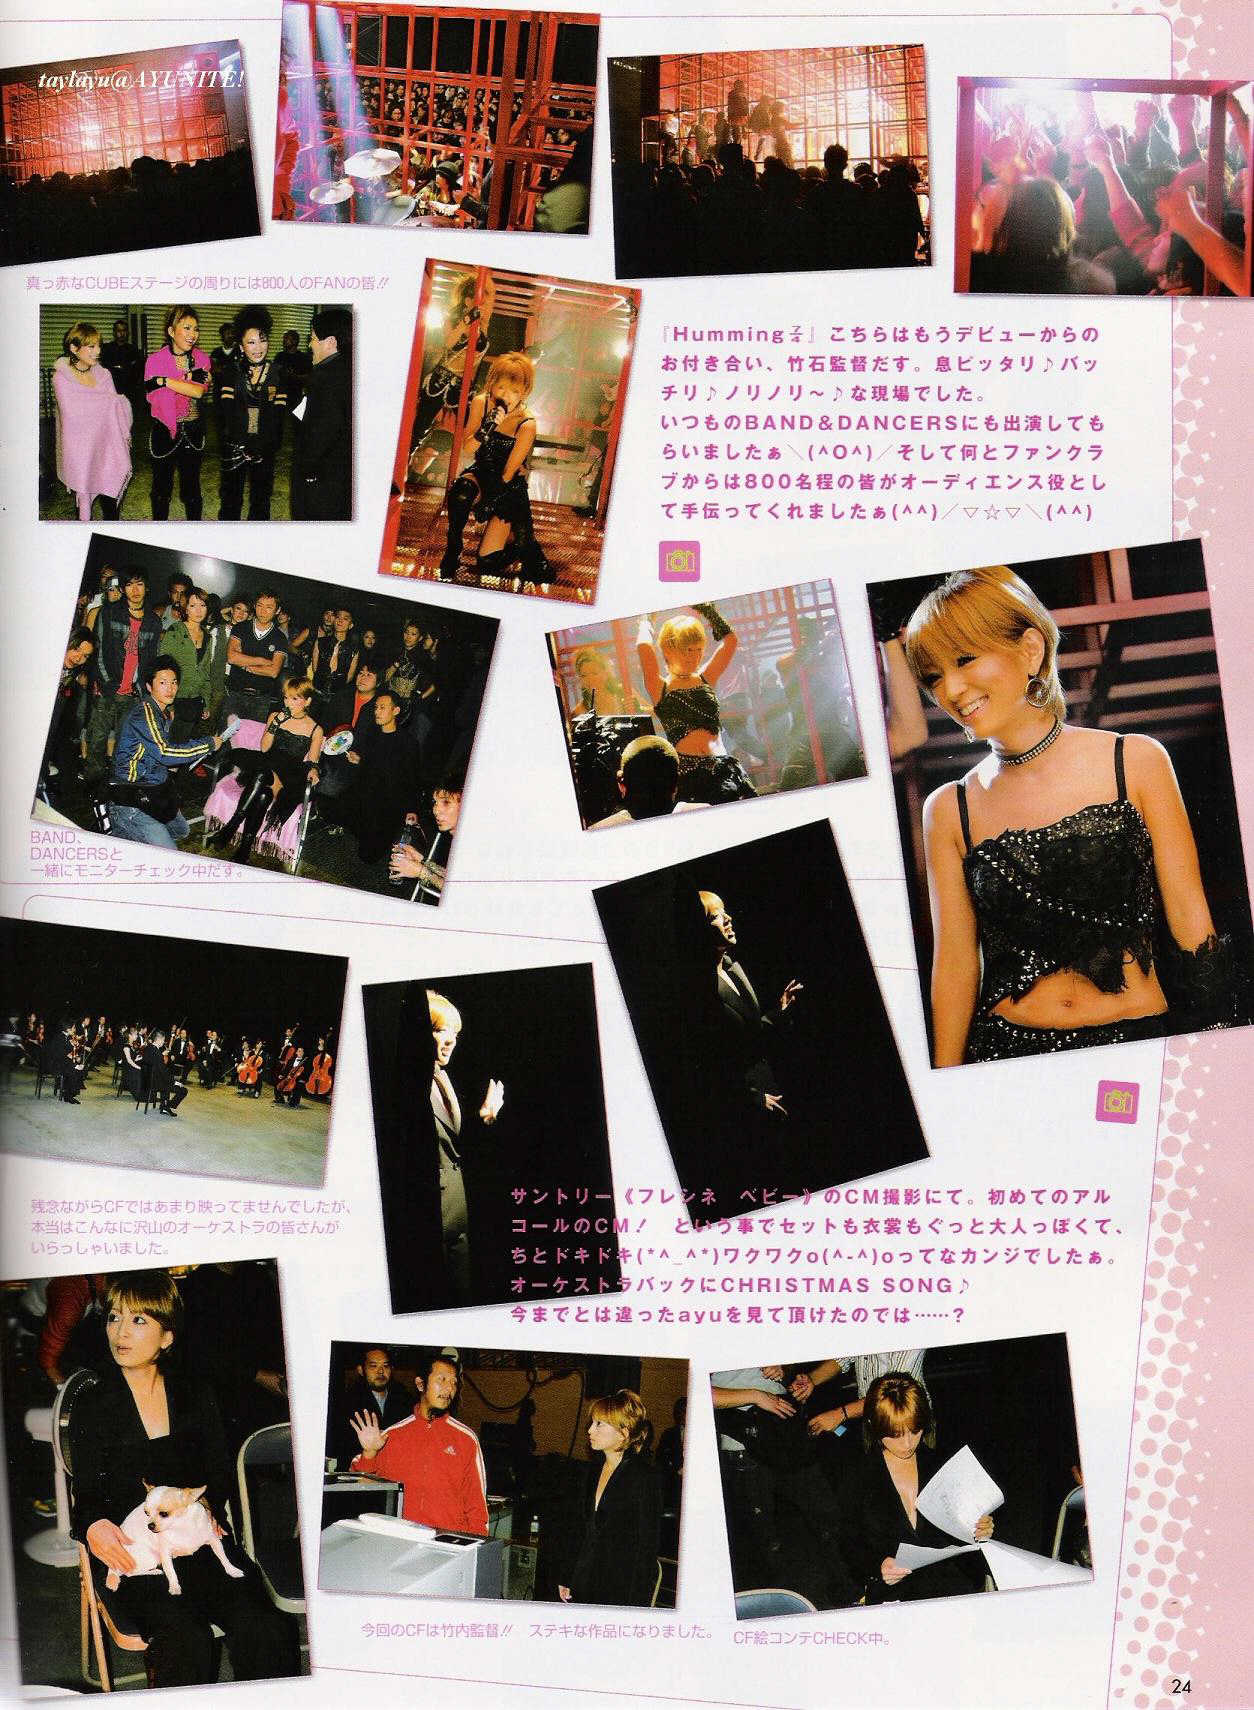 taylayu@AYUNITE!
真っ赤なCUBEステージの周りには800人のFANの皆!!
こちらはもうデビューからの
お付き合い、竹石監督だす。息ピッタリ♪バッ
チリ♪ノリノリ〜♪な現場でした。
いつものBAND&DANCERSにも出演しても
らいましたぁ＼(^O^)／そして何とファンクラ
ブからは800名程の皆がオーディエンス役とし
て手伝ってくれましたぁ(^^)／▽☆▽＼(^^)
BAND、
DANCERSと
一緒にモニターチェック中だす。
残念ながらCFではあまり映ってませんでしたが、
本当はこんなに沢山のオーケストラの皆さんが
いらっしゃいました。
サントリー《フレシネ　ベビー》のCM撮影にて。初めてのアル
コールのCM！　という事でセットも衣裳もぐっと大人っぽくて、
ちとドキドキ(*^_^*)ワクワクo(^-^)oってなカンジでしたぁ。
オーケストラバックにCHRISTMAS SONG♪
今までとは違ったayuを見て頂けたのでは……？
今回のCFは竹内監督!!　ステキな作品になりました。
CF絵コンテCHECK中。
24